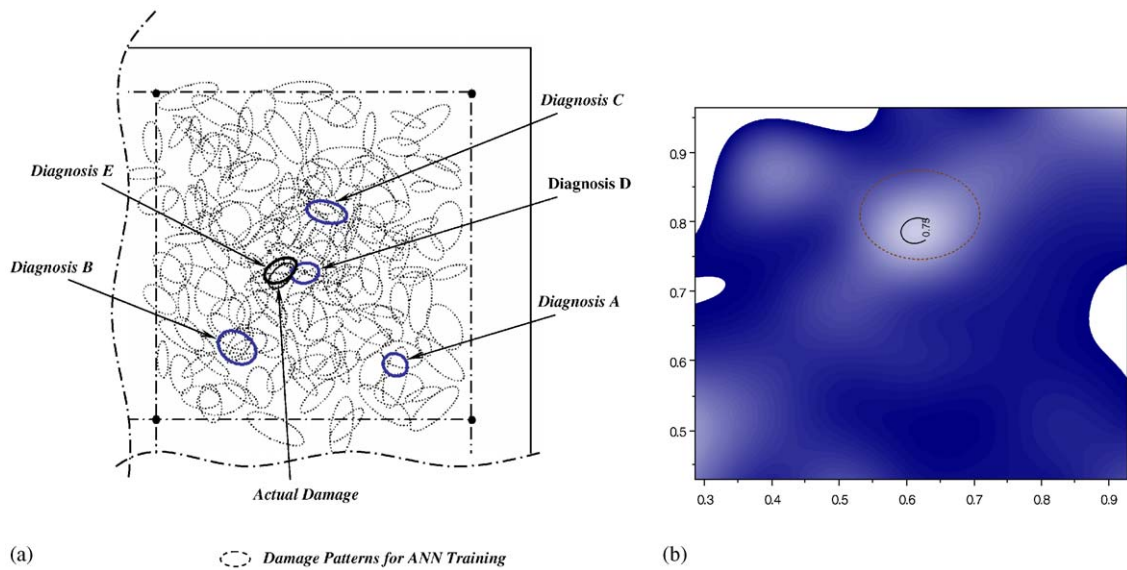 Diagnosis C
Diagnosis E
Diagnosis D
Diagnosis B
Diagnosis A
Actual Damage
(a)
Damage Patterns for ANN Training
0.9
0.8
0.7
0.6
0.5
0.75
0.3 0.4 0.5 0.6 0.7 0.8 0.9
(b)